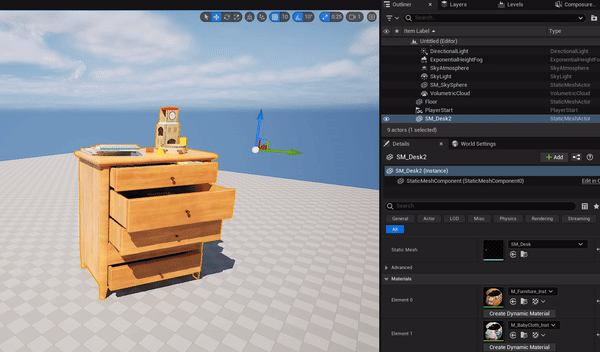 10
10°
0.25
1
Outliner
Layers
Levels
Composure..
Search...
Item Label
Type
Untitled (Editor)
DirectionalLight DirectionalLight
ExponentialHeightFog ExponentialHeightFo
SkyAtmosphere SkyAtmosphere
SkyLight SkyLight
SM_SkySphere StaticMeshActor
VolumetricCloud VolumetricCloud
Floor StaticMeshActor
PlayerStart PlayerStart
SM_Desk2 StaticMeshActor
9 actors (1 selected)
Details
World Settings
SM_Desk2
Add
SM_Desk2 (Instance)
StaticMeshComponent (StaticMeshComponent0)
Edit in C
Search
General Actor LOD Misc Physics Rendering Streaming
All
Static Mesh
SM_Desk
Advanced
Materials
Element 0
M_Furniture_Inst
Create Dynamic Material
Element 1
M_BabyCloth_Inst
Create Dynamic Material